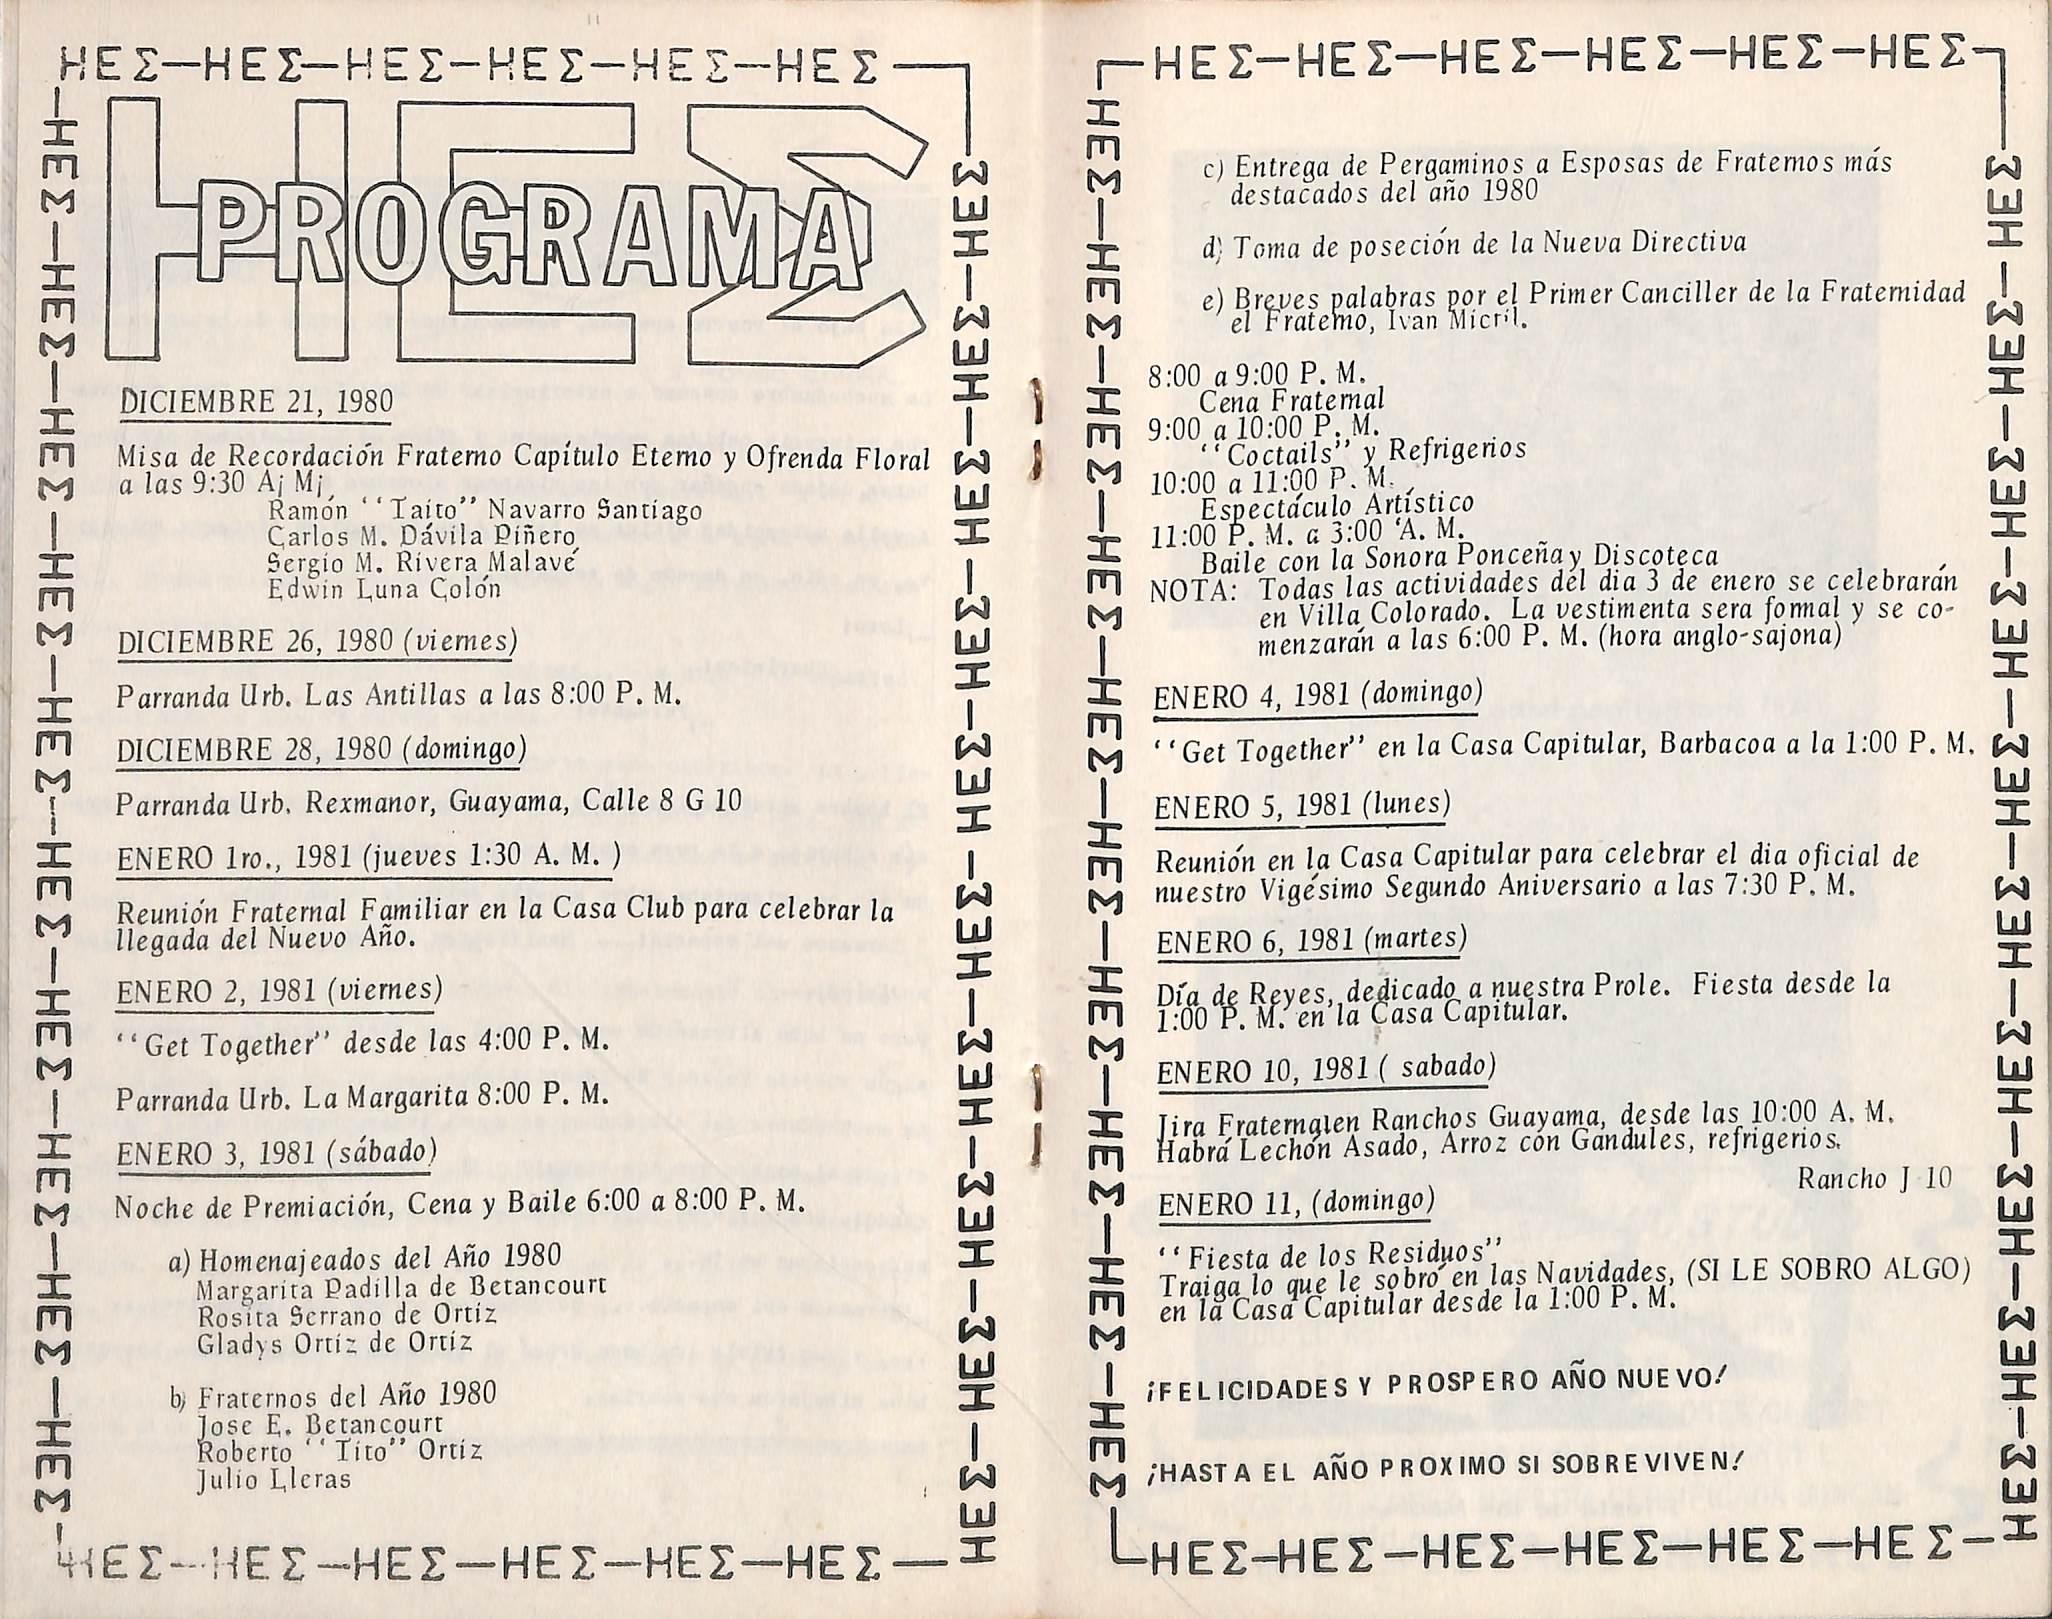 HEΣ—HEΣ—HEΣ—HEΣ—HEΣ—HEΣ
HEΣ
PROGRAMA
DICIEMBRE 21, 1980
Misa de Recordación Fraterno Capítulo Eterno y Ofrenda Floral
a las 9:30 A¡ M¡
Ramón ‘‘Taito” Navarro Santiago
Carlos M. Dávila Piñero
Sergio M. Rivera Malavé
Edwin Luna Colón
DICIEMBRE 26, 1980 (viernes)
Parranda Urb. Las Antillas a las 8:00 P. M.
DICIEMBRE 28, 1980 (domingo)
Parranda Urb. Rexmanor, Guayama, Calle 8 G 10
ENERO 1ro., 1981 (jueves 1:30 A. M. )
Reunión Fraternal Familiar en la Casa Club para celebrar la
llegada del Nuevo Año.
ENERO 2, 1981 (viernes)
‘‘Get Together” desde las 4:00 P. M.
Parranda Urb. La Margarita 8:00 P. M.
ENERO 3, 1981 (sábado)
Noche de Premiación, Cena y Baile 6:00 a 8:00 P. M.
a) Homenajeados del Año 1980
Margarita Padilla de Betancourt
Rosita Serrano de Ortíz
Gladys Ortíz de Ortíz
b) Fraternos del Año 1980
Jose E. Betancourt
Roberto ‘‘Tito” Ortíz
Julio Lleras
HEΣ—HEΣ—HEΣ—HEΣ—HEΣ—HEΣ
HEΣ—HEΣ—HEΣ—HEΣ—HEΣ—HEΣ
c) Entrega de Pergaminos a Esposas de Fraternos más
destacados del año 1980
d) Toma de poseción de la Nueva Directiva
e) Breves palabras por el Primer Canciller de la Fraternidad
el Fraterno, Ivan Micril.
8:00 a 9:00 P. M.
Cena Fraternal
9:00 a 10:00 P. M.
‘‘Coctails” y Refrigerios
10:00 a 11:00 P. M.
Espectáculo Artístico
11:00 P. M. a 3:00 ‘A. M.
Baile con la Sonora Ponceña y Discoteca
NOTA: Todas las actividades del dia 3 de enero se celebrarán
en Villa Colorado. La vestimenta sera formal y se co-
menzarán a las 6:00 P. M. (hora anglo-sajona)
ENERO 4, 1981 (domingo)
‘‘Get Together” en la Casa Capitular, Barbacoa a la 1:00 P. M.
ENERO 5, 1981 (lunes)
Reunión en la Casa Capitular para celebrar el dia oficial de
nuestro Vigésimo Segundo Aniversario a las 7:30 P. M.
ENERO 6, 1981 (martes)
Día de Reyes, dedicado a nuestra Prole. Fiesta desde la
1:00 P. M. en la Casa Capitular.
ENERO 10, 1981 ( sabado)
Jira Fraternalen Ranchos Guayama, desde las 10:00 A. M.
Habrá Lechón Asado, Arroz con Gandules, refrigerios.
Rancho J 10
ENERO 11, (domingo)
‘‘Fiesta de los Residuos”
Traiga lo que le sobró en las Navidades, (SI LE SOBRO ALGO)
en la Casa Capitular desde la 1:00 P. M.
¡FELICIDADES Y PROSPERO AÑO NUEVO!
¡HASTA EL AÑO PROXIMO SI SOBREVIVEN!
HEΣ—HEΣ—HEΣ—HEΣ—HEΣ—HEΣ